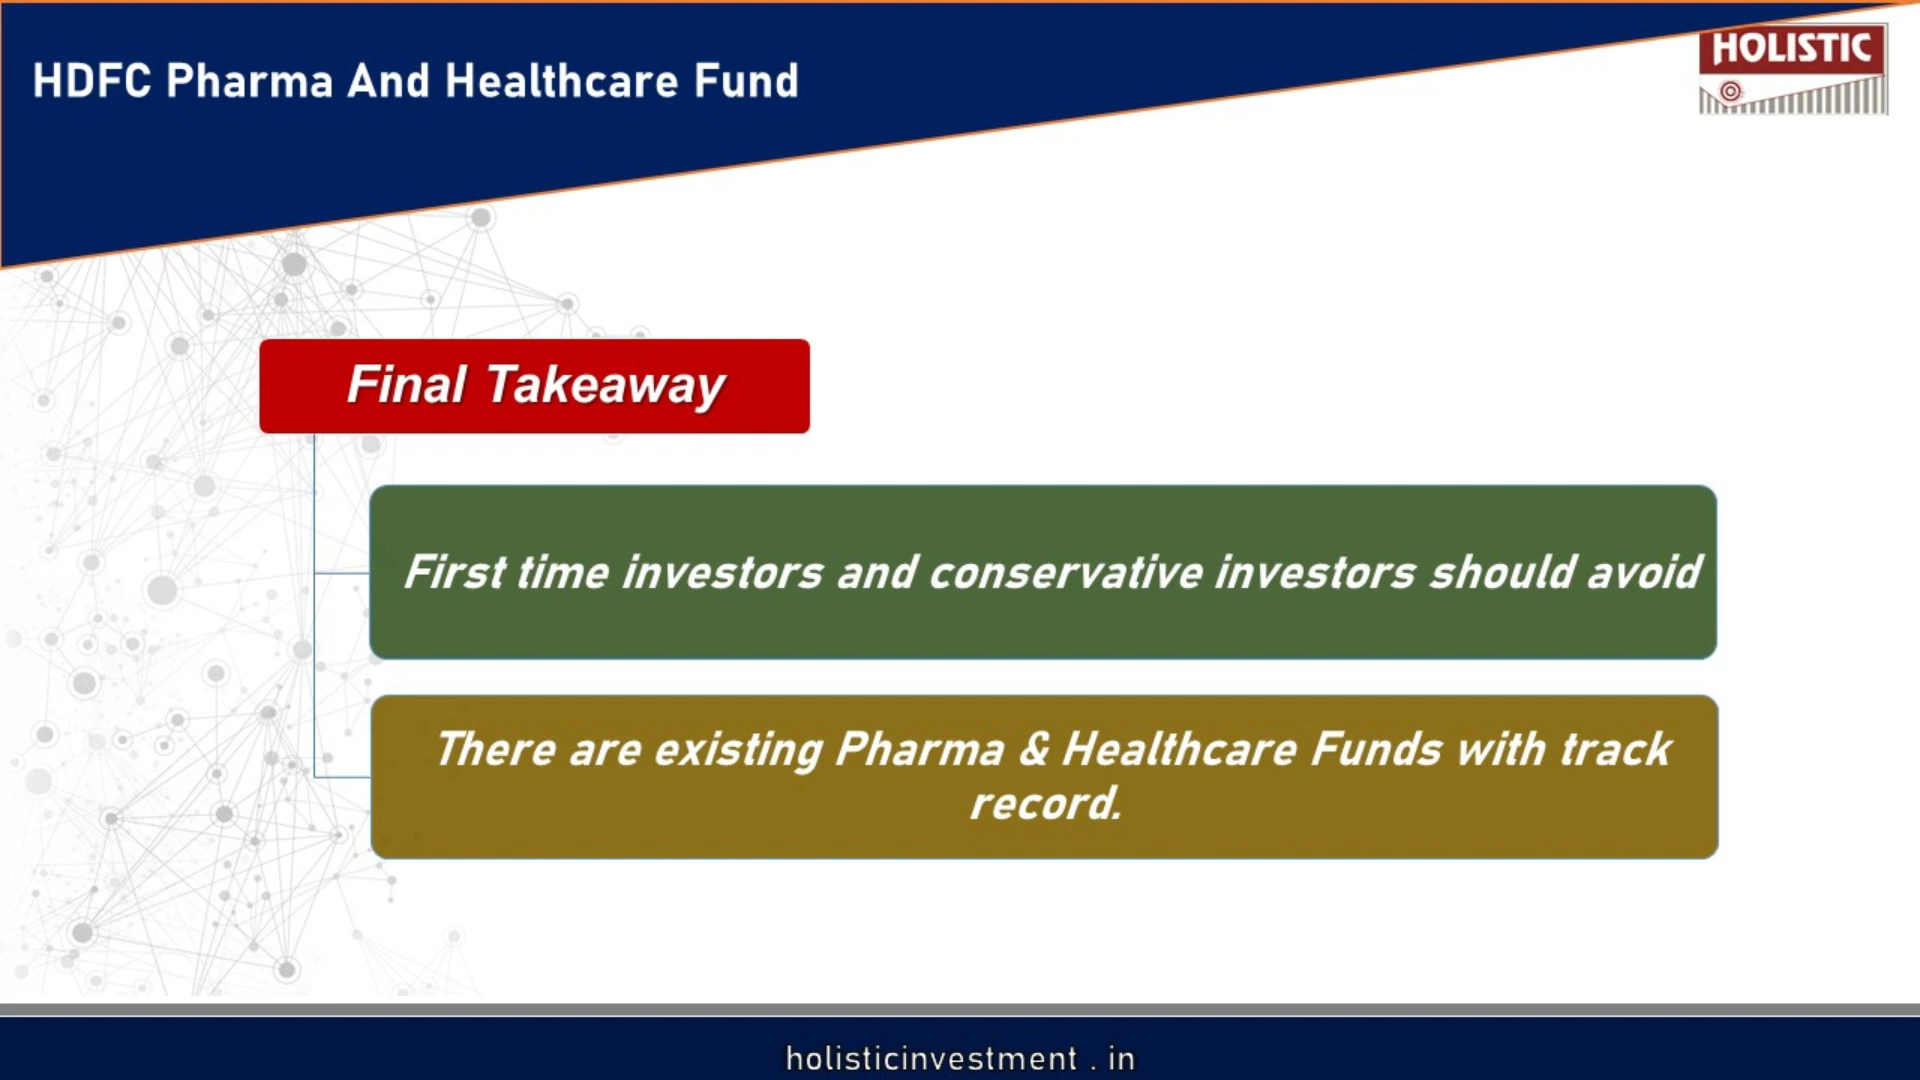 HDFC Pharma And Healthcare Fund
HOLISTIC
Final Takeaway
First time investors and conservative investors should avoid
There are existing Pharma & Healthcare Funds with track
record.
holisticinvestment . in